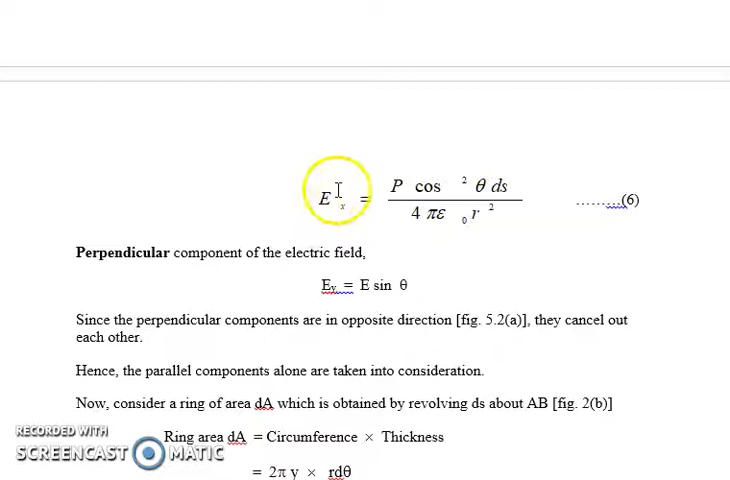 E x = P cos 2 θ ds / 4 πε 0 r 2 .........(6)
Perpendicular component of the electric field,
Ey = E sin θ
Since the perpendicular components are in opposite direction [fig. 5.2(a)], they cancel out
each other.
Hence, the parallel components alone are taken into consideration.
Now, consider a ring of area dA which is obtained by revolving ds about AB [fig. 2(b)]
Ring area dA = Circumference × Thickness
= 2π y × rdθ
RECORDED WITH
SCREENCAST MATIC